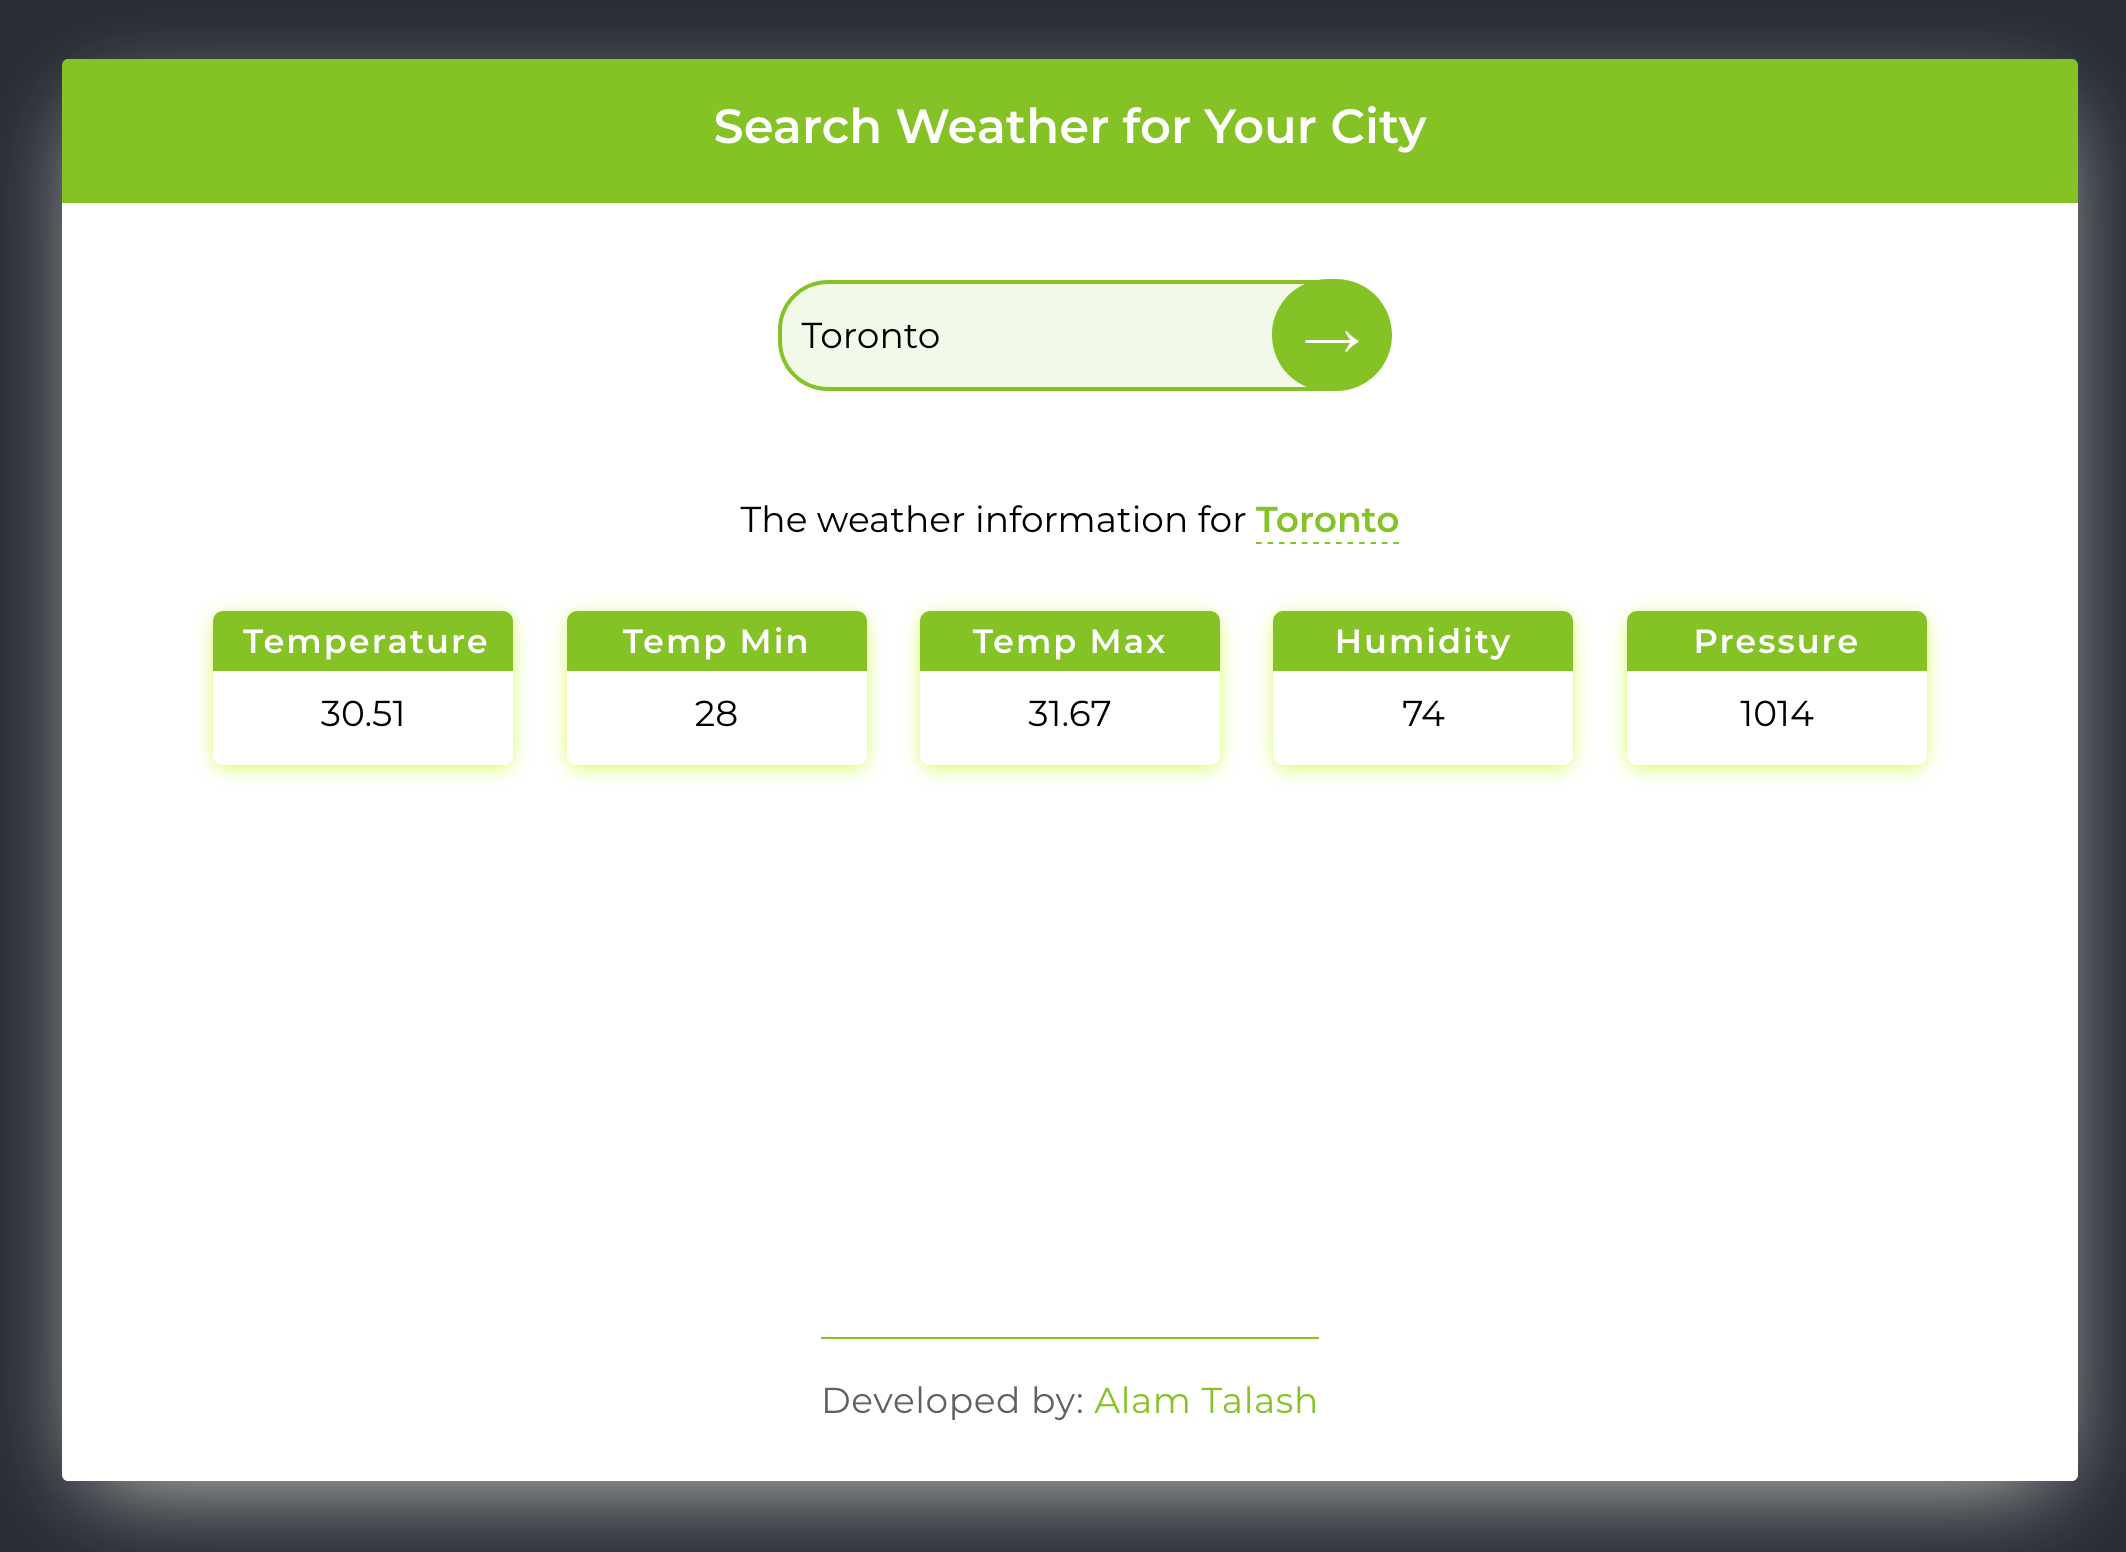 Search Weather for Your City
Toronto
→
The weather information for Toronto
Temperature Temp Min Temp Max Humidity Pressure
30.51 28 31.67 74 1014
Developed by: Alam Talash